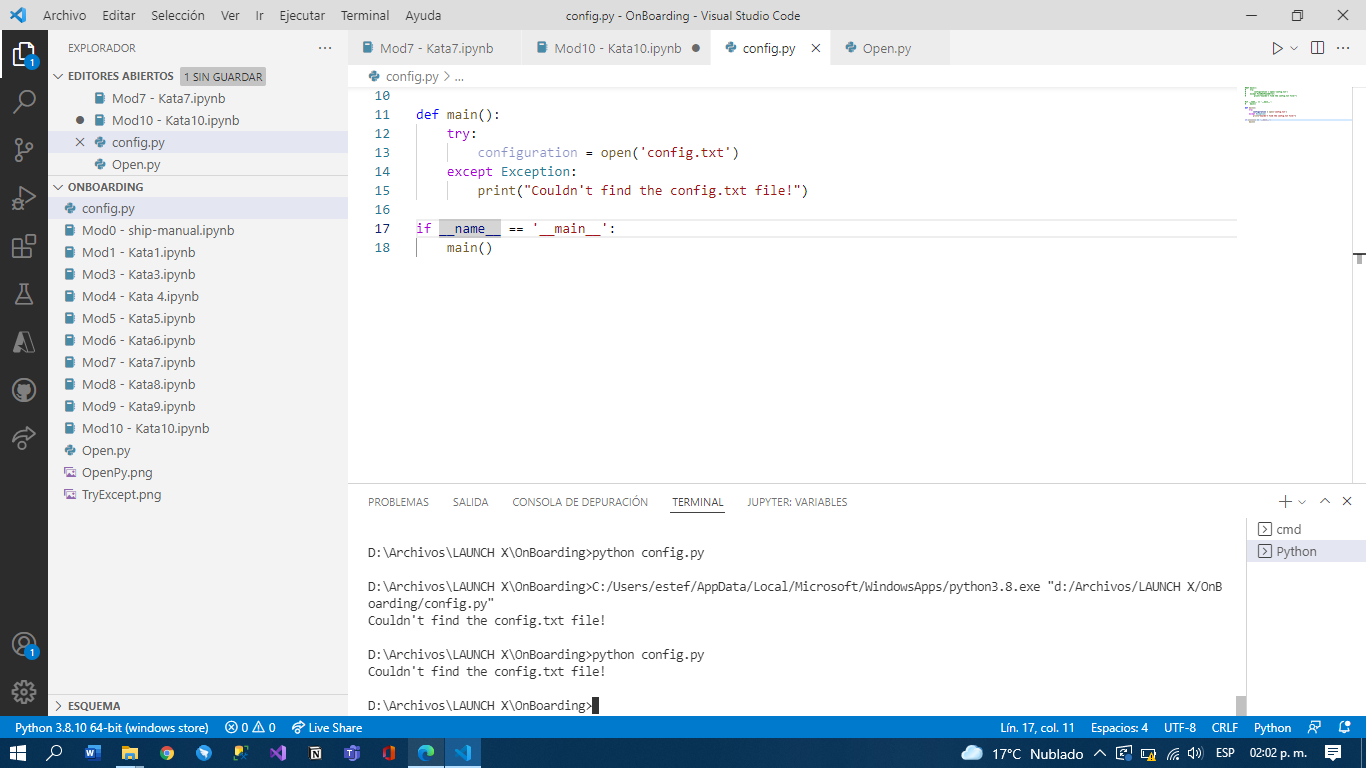 Archivo Editar Selección Ver Ir Ejecutar Terminal Ayuda config.py - OnBoarding - Visual Studio Code
EXPLORADOR
EDITORES ABIERTOS 1 SIN GUARDAR
Mod7 - Kata7.ipynb
Mod10 - Kata10.ipynb
config.py
Open.py
ONBOARDING
config.py
Mod0 - ship-manual.ipynb
Mod1 - Kata1.ipynb
Mod3 - Kata3.ipynb
Mod4 - Kata 4.ipynb
Mod5 - Kata5.ipynb
Mod6 - Kata6.ipynb
Mod7 - Kata7.ipynb
Mod8 - Kata8.ipynb
Mod9 - Kata9.ipynb
Mod10 - Kata10.ipynb
Open.py
OpenPy.png
TryExcept.png
ESQUEMA
1
1
Mod7 - Kata7.ipynb Mod10 - Kata10.ipynb config.py Open.py
config.py > ...
10
11 def main():
12 try:
13 configuration = open('config.txt')
14 except Exception:
15 print("Couldn't find the config.txt file!")
16
17 if __name__ == '__main__':
18 main()
PROBLEMAS SALIDA CONSOLA DE DEPURACIÓN TERMINAL JUPYTER: VARIABLES
cmd
Python
D:\Archivos\LAUNCH X\OnBoarding>python config.py
D:\Archivos\LAUNCH X\OnBoarding>C:/Users/estef/AppData/Local/Microsoft/WindowsApps/python3.8.exe "d:/Archivos/LAUNCH X/OnB
oarding/config.py"
Couldn't find the config.txt file!
D:\Archivos\LAUNCH X\OnBoarding>python config.py
Couldn't find the config.txt file!
D:\Archivos\LAUNCH X\OnBoarding>
Python 3.8.10 64-bit (windows store) 0 0 Live Share Lín. 17, col. 11 Espacios: 4 UTF-8 CRLF Python
17°C Nublado ESP 02:02 p. m.